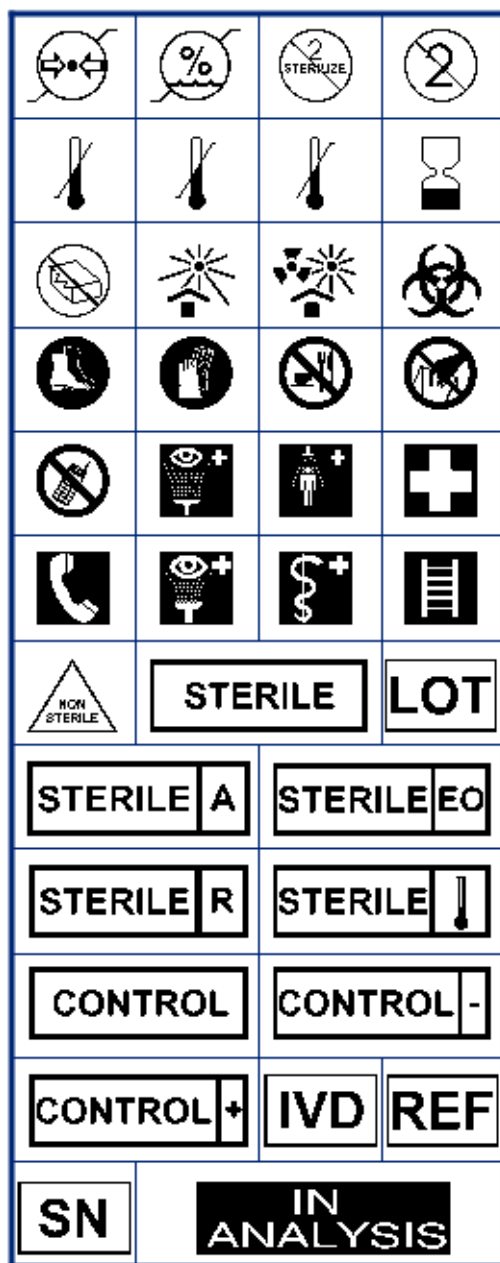 %
2
STERILIZE
2
NON
STERILE
STERILE
LOT
STERILE A
STERILE EO
STERILE R
STERILE
CONTROL
CONTROL -
CONTROL +
IVD
REF
SN
IN
ANALYSIS